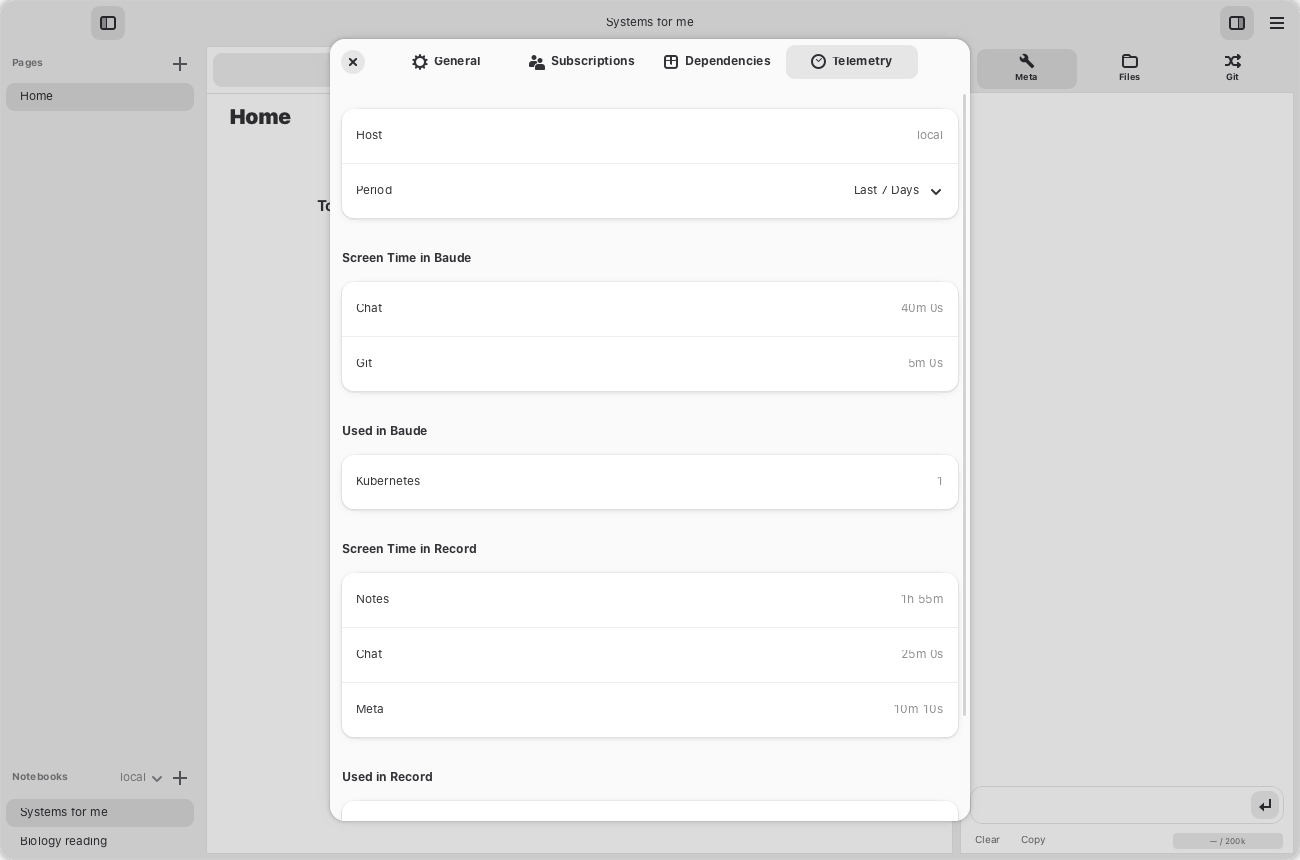 Systems for me
Pages
Home
Home
To
General
Subscriptions
Dependencies
Telemetry
Host
local
Period
Last 7 Days
Screen Time in Baude
Chat
40m 0s
Git
5m 0s
Used in Baude
Kubernetes
1
Screen Time in Record
Notes
1h 55m
Chat
25m 0s
Meta
10m 10s
Used in Record
Meta
Files
Git
Notebooks
local
Systems for me
Biology reading
Clear
Copy
— / 200k